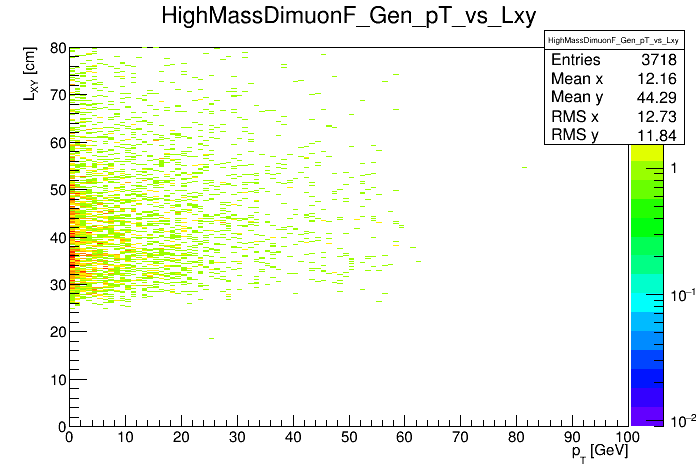 HighMassDimuonF_Gen_pT_vs_Lxy
HighMassDimuonF_Gen_pT_vs_Lxy
Entries 3718
Mean x 12.16
Mean y 44.29
RMS x 12.73
RMS y 11.84
L_XY [cm]
80
70
60
50
40
30
20
10
0
0 10 20 30 40 50 60 70 80 90 100
p_T [GeV]
1
10⁻¹
10⁻²